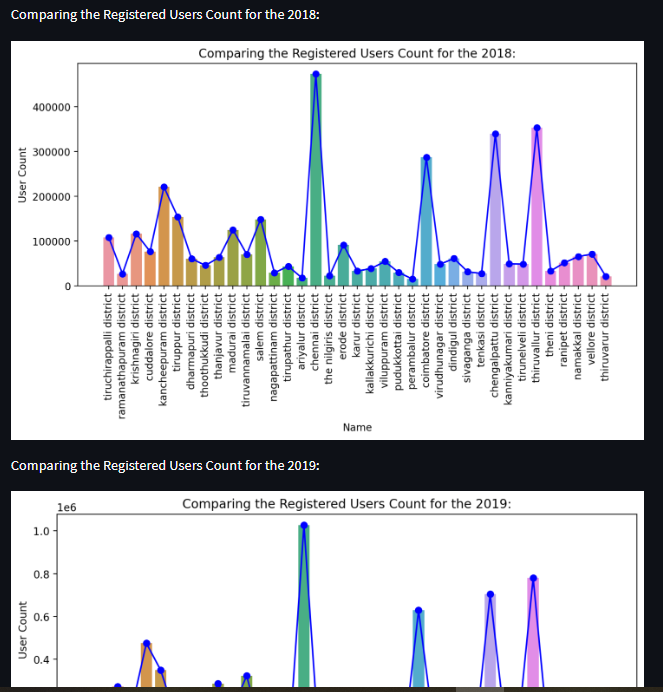 Comparing the Registered Users Count for the 2018:
Comparing the Registered Users Count for the 2018:
User Count
400000
300000
200000
100000
0
tiruchirappalli district
ramanathapuram district
krishnagiri district
cuddalore district
kancheepuram district
tiruppur district
dharmapuri district
thoothukkudi district
thanjavur district
madurai district
tiruvannamalai district
salem district
nagapattinam district
tirupathur district
ariyalur district
chennai district
the nilgiris district
erode district
karur district
kallakkurichi district
viluppuram district
pudukkottai district
perambalur district
coimbatore district
virudhunagar district
dindigul district
sivaganga district
tenkasi district
chengalpattu district
kanniyakumari district
tirunelveli district
thiruvallur district
theni district
ranipet district
namakkal district
vellore district
thiruvarur district
Name
Comparing the Registered Users Count for the 2019:
1e6
Comparing the Registered Users Count for the 2019:
User Count
1.0
0.8
0.6
0.4